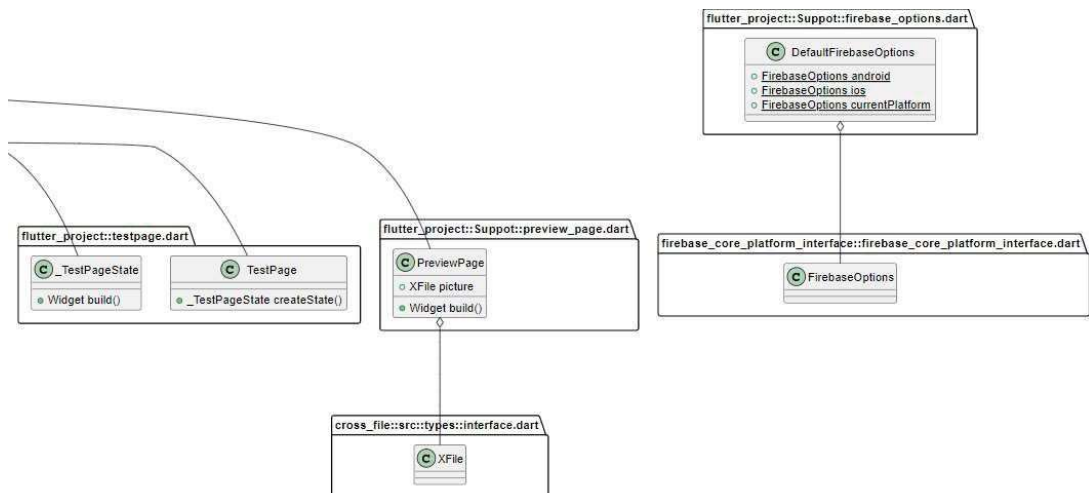 flutter_project::Suppot::firebase_options.dart
C DefaultFirebaseOptions
FirebaseOptions android
FirebaseOptions ios
FirebaseOptions currentPlatform
flutter_project::testpage.dart
C _TestPageState
Widget build()
C TestPage
_TestPageState createState()
flutter_project::Suppot::preview_page.dart
C PreviewPage
XFile picture
Widget build()
firebase_core_platform_interface::firebase_core_platform_interface.dart
C FirebaseOptions
cross_file::src::types::interface.dart
C XFile